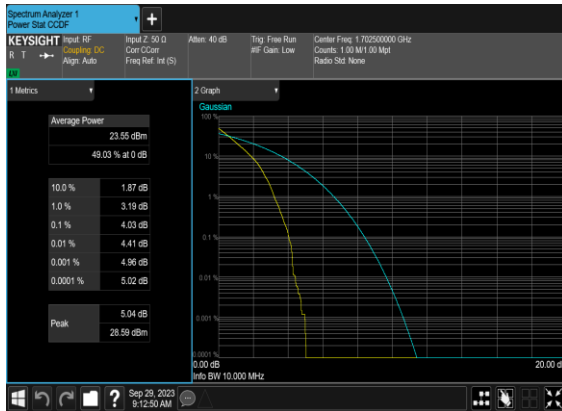 Spectrum Analyzer 1
Power Stat CCDF
+
KEYSIGHT
R T
LXI
Input: RF
Coupling: DC
Align: Auto
Input Z: 50 Ω
Corr CCorr
Freq Ref: Int (S)
Atten: 40 dB
Trig: Free Run
#IF Gain: Low
Center Freq: 1.702500000 GHz
Counts: 1.00 M/1.00 Mpt
Radio Std: None
1 Metrics
Average Power
23.55 dBm
49.03 % at 0 dB
10.0 % 1.87 dB
1.0 % 3.19 dB
0.1 % 4.03 dB
0.01 % 4.41 dB
0.001 % 4.96 dB
0.0001 % 5.02 dB
Peak
5.04 dB
28.59 dBm
2 Graph
Gaussian
100 %
10 %
1 %
0.1 %
0.01 %
0.001 %
0.0001 %
0.00 dB 20.00 d
Info BW 10.000 MHz
?
Sep 29, 2023
9:12:50 AM